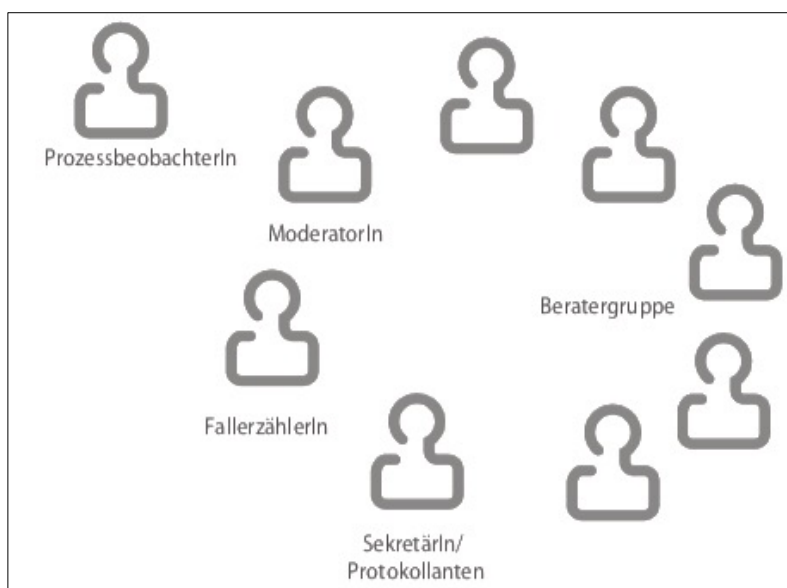 ProzessbeobachterIn
ModeratorIn
Beratergruppe
FallerzählerIn
SekretärIn/
Protokollanten